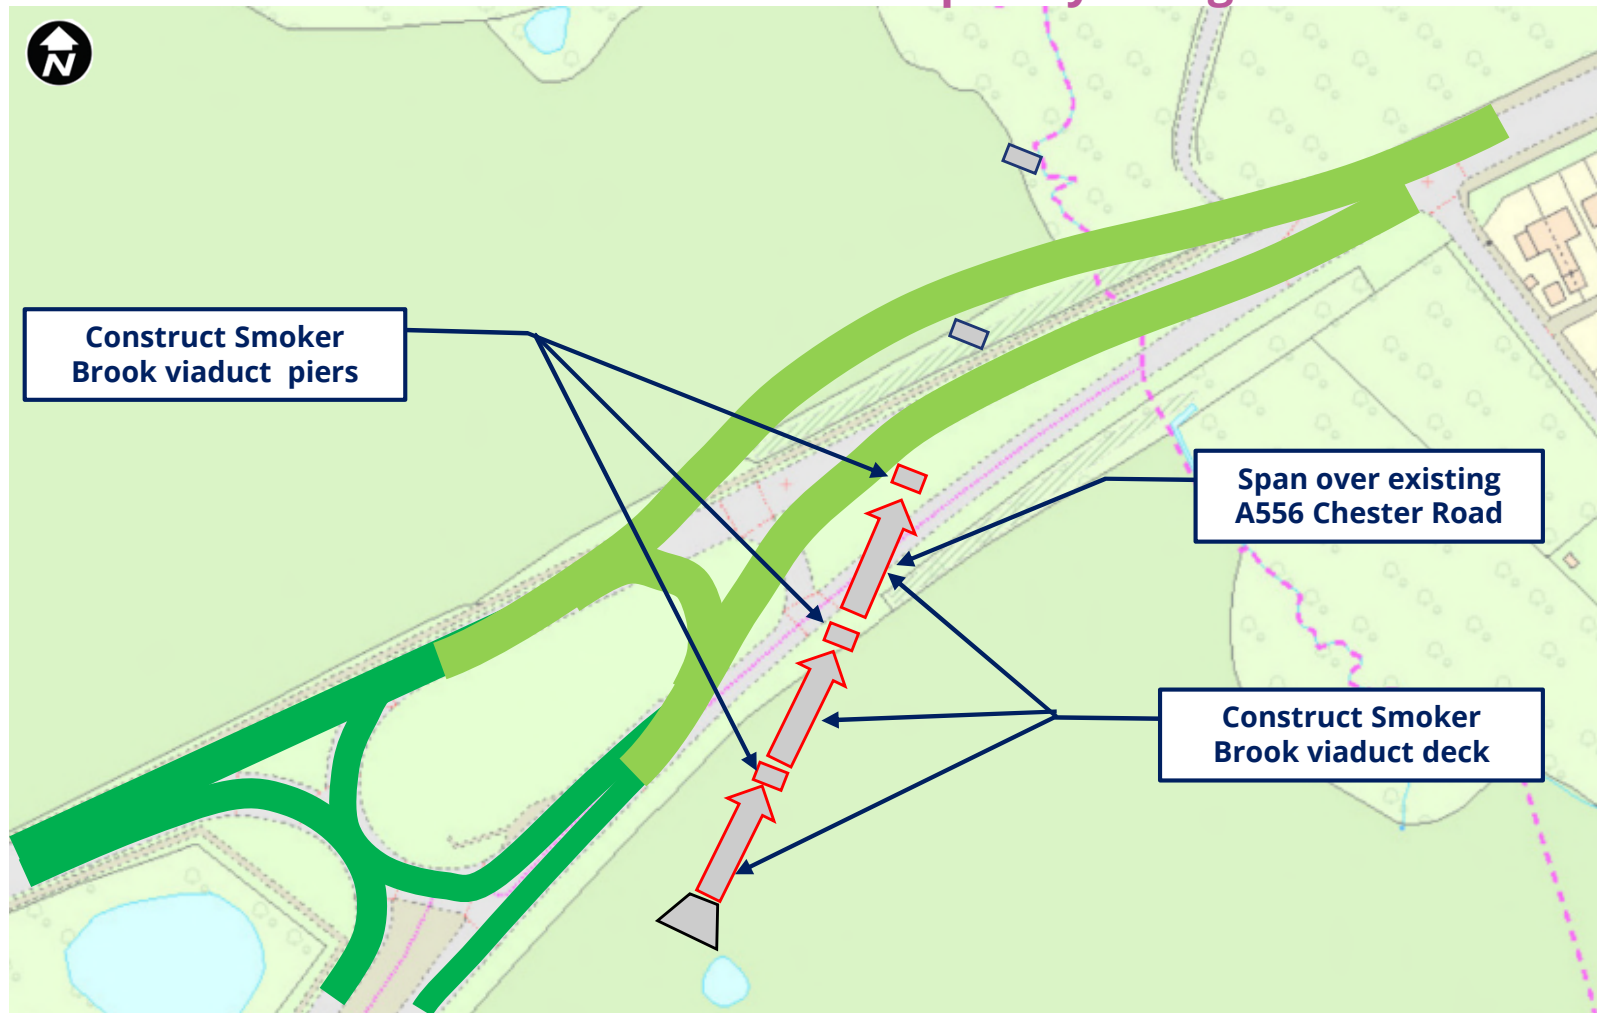 N
Construct Smoker
Brook viaduct piers
Span over existing
A556 Chester Road
Construct Smoker
Brook viaduct deck